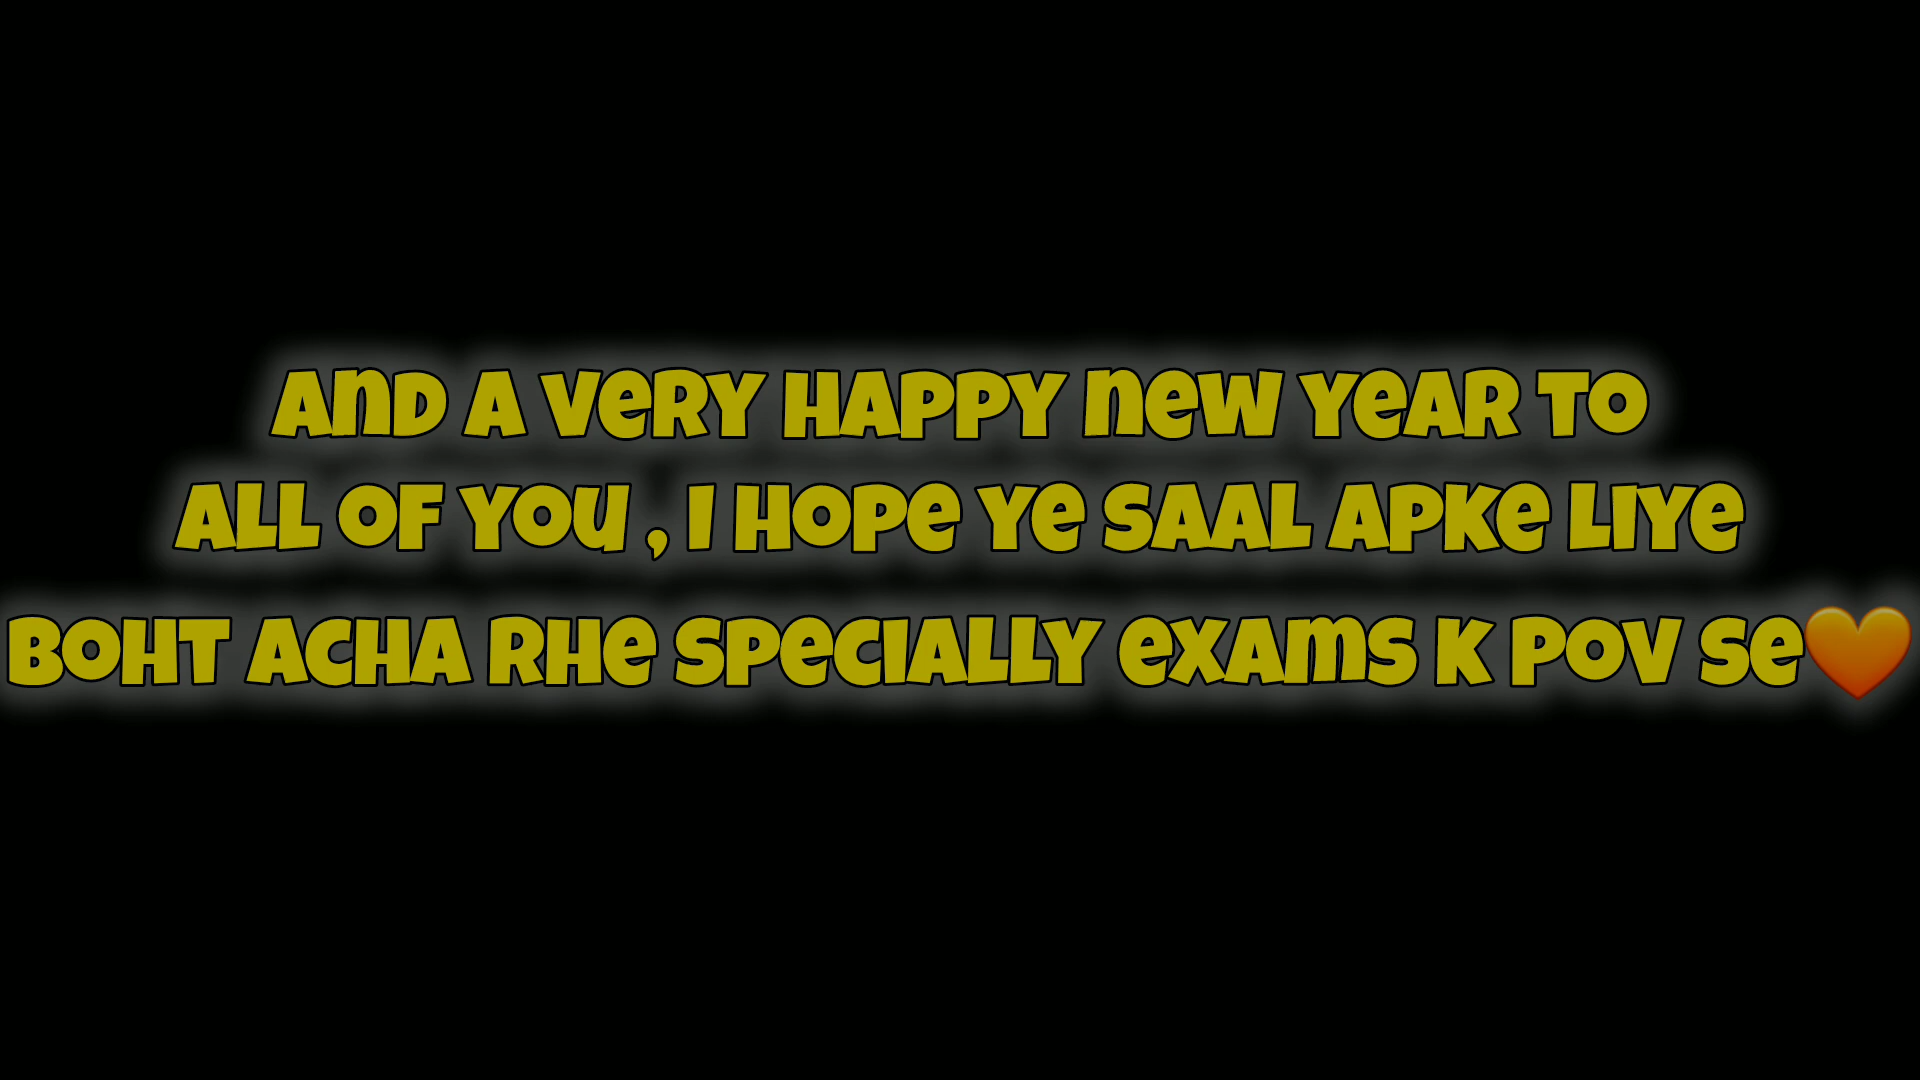 AND A VERY HAPPY NEW YEAR TO
ALL OF YOU , I HOPE YE SAAL APKE LIYE
BOHT ACHA RHE SPECIALLY EXAMS K POV SE🧡